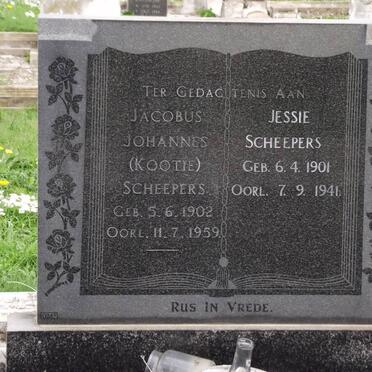 TER GEDAGTENIS AAN
JACOBUS
JOHANNES
(KOOTIE)
SCHEEPERS
GEB. 5.6.1902
OORL. 11.7.1959
JESSIE
SCHEEPERS
GEB. 6.4.1901
OORL. 7.9.1941
RUS IN VREDE.